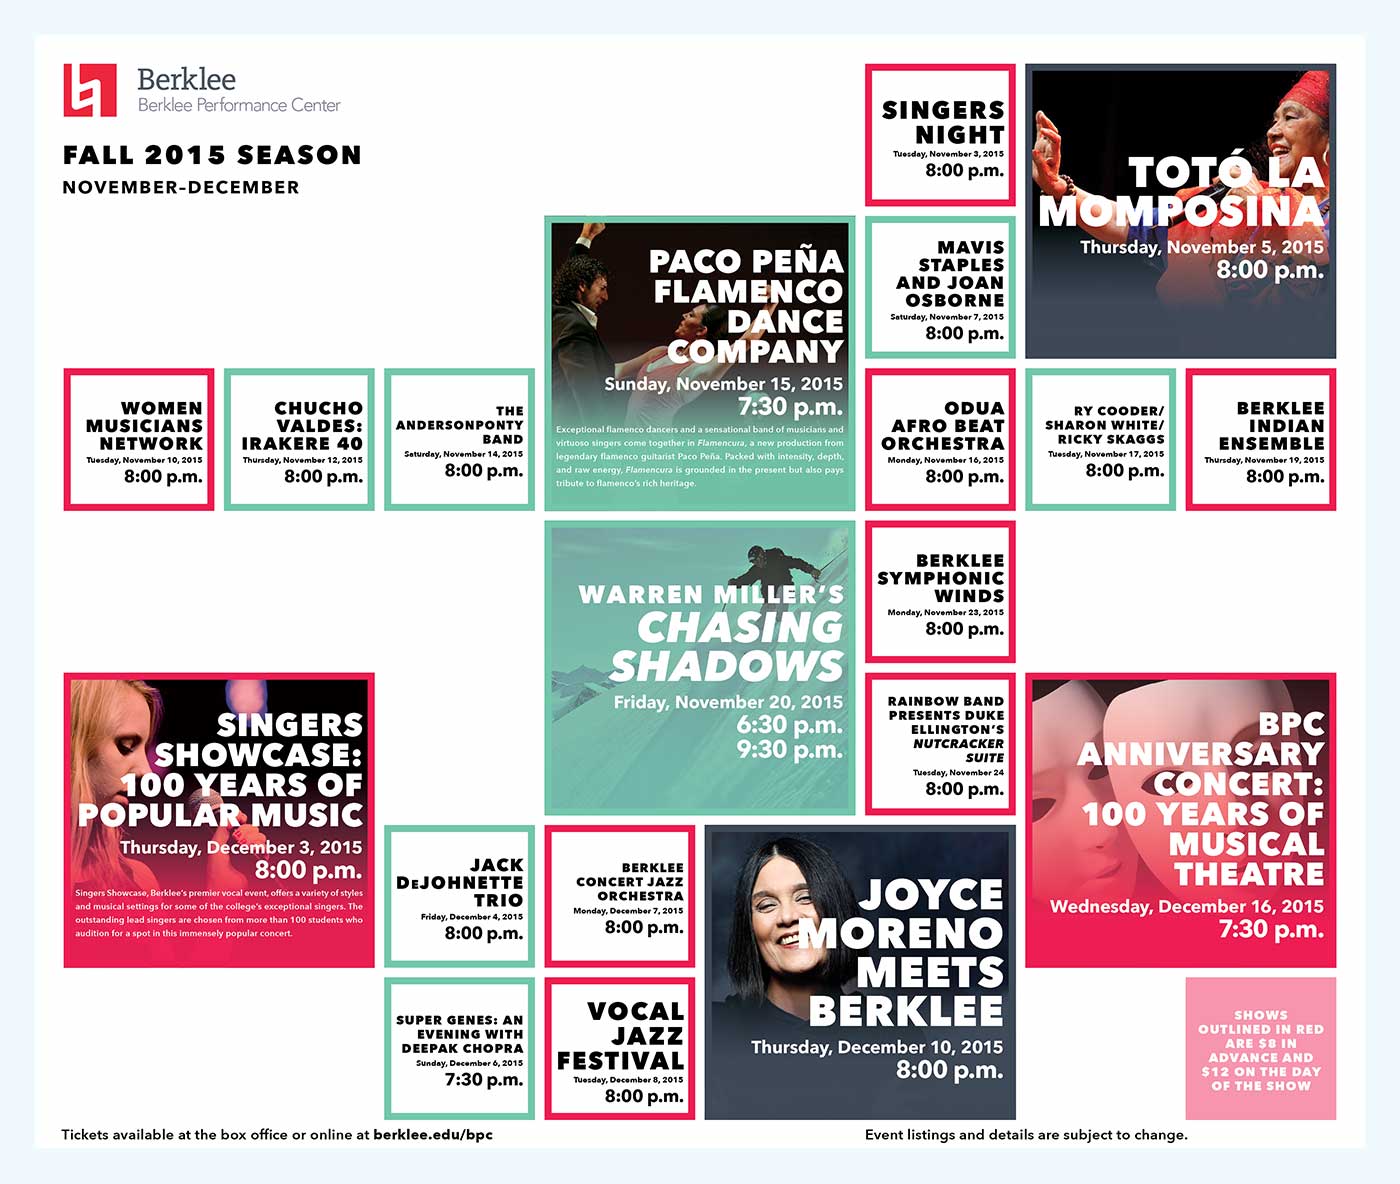 Berklee
Berklee Performance Center
FALL 2015 SEASON
NOVEMBER–DECEMBER
SINGERS
NIGHT
Tuesday, November 3, 2015
8:00 p.m.
TOTÓ LA
MOMPOSINA
Thursday, November 5, 2015
8:00 p.m.
PACO PEÑA
FLAMENCO
DANCE
COMPANY
Sunday, November 15, 2015
7:30 p.m.
Exceptional flamenco dancers and a sensational band of musicians and
virtuoso singers come together in Flamencura, a new production from
legendary flamenco guitarist Paco Peña. Packed with intensity, depth,
and raw energy, Flamencura is grounded in the present but also pays
tribute to flamenco's rich heritage.
MAVIS
STAPLES
AND JOAN
OSBORNE
Saturday, November 7, 2015
8:00 p.m.
WOMEN
MUSICIANS
NETWORK
Tuesday, November 10, 2015
8:00 p.m.
CHUCHO
VALDES:
IRAKERE 40
Thursday, November 12, 2015
8:00 p.m.
THE
ANDERSONPONTY
BAND
Saturday, November 14, 2015
8:00 p.m.
ODUA
AFRO BEAT
ORCHESTRA
Monday, November 16, 2015
8:00 p.m.
RY COODER/
SHARON WHITE/
RICKY SKAGGS
Tuesday, November 17, 2015
8:00 p.m.
BERKLEE
INDIAN
ENSEMBLE
Thursday, November 19, 2015
8:00 p.m.
WARREN MILLER'S
CHASING
SHADOWS
Friday, November 20, 2015
6:30 p.m.
9:30 p.m.
BERKLEE
SYMPHONIC
WINDS
Monday, November 23, 2015
8:00 p.m.
RAINBOW BAND
PRESENTS DUKE
ELLINGTON'S
NUTCRACKER
SUITE
Tuesday, November 24
8:00 p.m.
SINGERS
SHOWCASE:
100 YEARS OF
POPULAR MUSIC
Thursday, December 3, 2015
8:00 p.m.
Singers Showcase, Berklee's premier vocal event, offers a variety of styles
and musical settings for some of the college's exceptional singers. The
outstanding lead singers are chosen from more than 100 students who
audition for a spot in this immensely popular concert.
BPC
ANNIVERSARY
CONCERT:
100 YEARS OF
MUSICAL
THEATRE
Wednesday, December 16, 2015
7:30 p.m.
JACK
DEJOHNETTE
TRIO
Friday, December 4, 2015
8:00 p.m.
BERKLEE
CONCERT JAZZ
ORCHESTRA
Monday, December 7, 2015
8:00 p.m.
JOYCE
MORENO
MEETS
BERKLEE
Thursday, December 10, 2015
8:00 p.m.
SUPER GENES: AN
EVENING WITH
DEEPAK CHOPRA
Sunday, December 6, 2015
7:30 p.m.
VOCAL
JAZZ
FESTIVAL
Tuesday, December 8, 2015
8:00 p.m.
SHOWS
OUTLINED IN RED
ARE $8 IN
ADVANCE AND
$12 ON THE DAY
OF THE SHOW
Tickets available at the box office or online at berklee.edu/bpc
Event listings and details are subject to change.